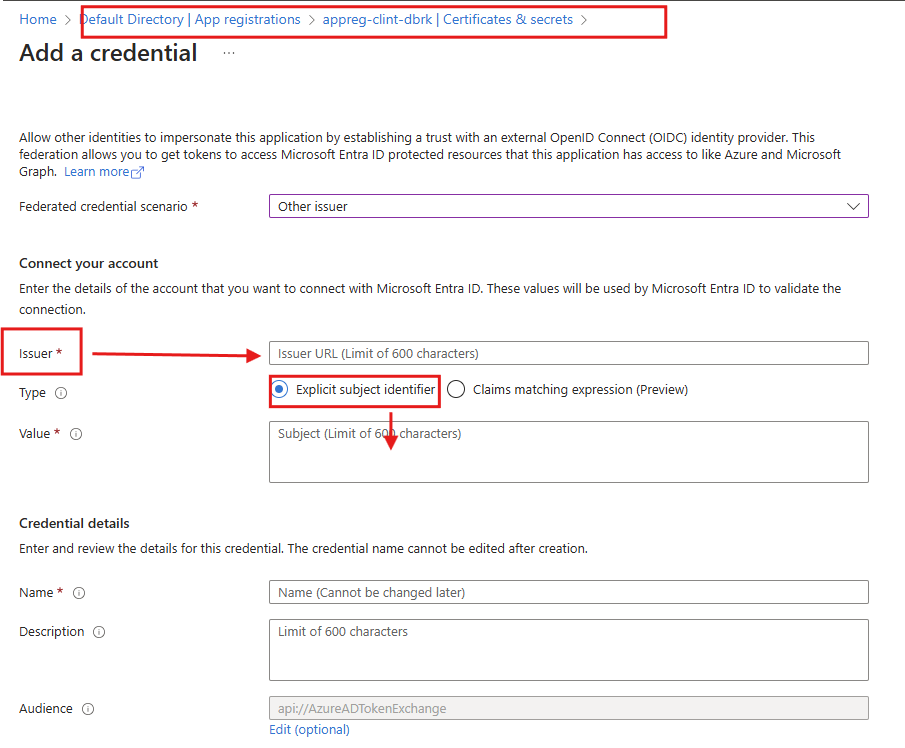 Home > Default Directory | App registrations > appreg-clint-dbrk | Certificates & secrets >
Add a credential ...
Allow other identities to impersonate this application by establishing a trust with an external OpenID Connect (OIDC) identity provider. This
federation allows you to get tokens to access Microsoft Entra ID protected resources that this application has access to like Azure and Microsoft
Graph. Learn more
Federated credential scenario * Other issuer
Connect your account
Enter the details of the account that you want to connect with Microsoft Entra ID. These values will be used by Microsoft Entra ID to validate the
connection.
Issuer * Issuer URL (Limit of 600 characters)
Type Explicit subject identifier Claims matching expression (Preview)
Value * Subject (Limit of 600 characters)
Credential details
Enter and review the details for this credential. The credential name cannot be edited after creation.
Name * Name (Cannot be changed later)
Description Limit of 600 characters
Audience api://AzureADTokenExchange
Edit (optional)